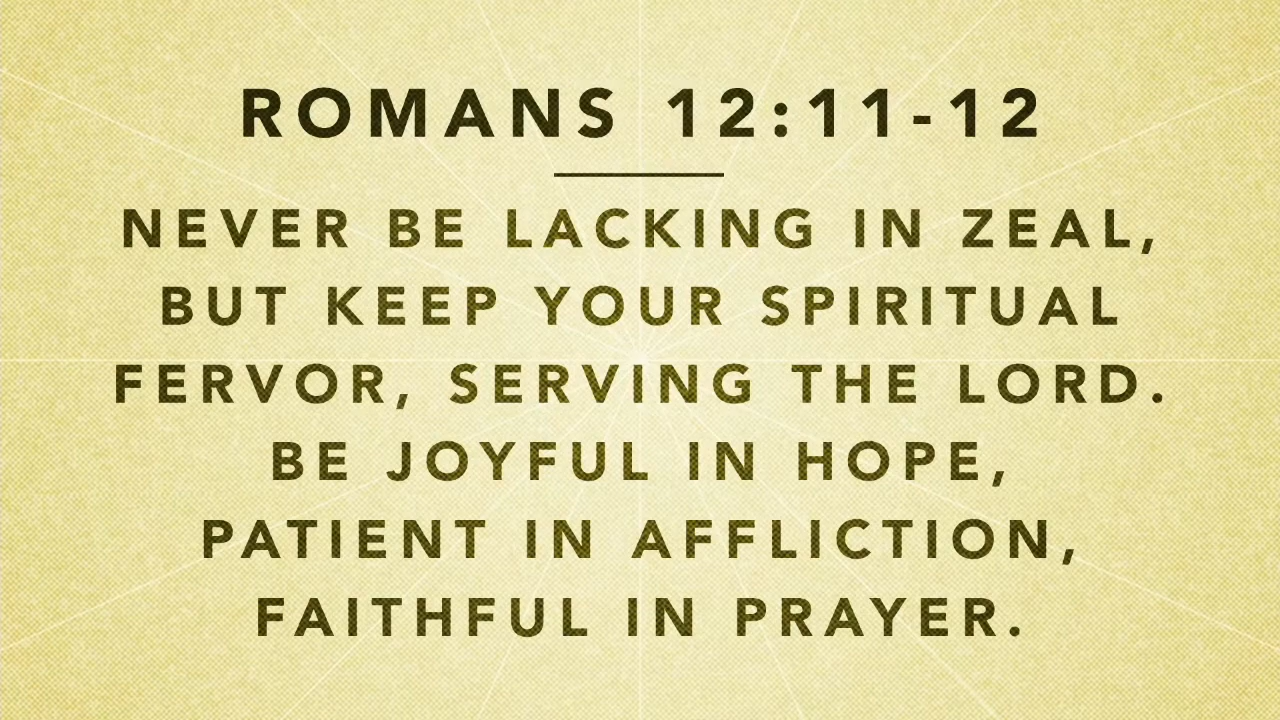 ROMANS 12:11-12
NEVER BE LACKING IN ZEAL,
BUT KEEP YOUR SPIRITUAL
FERVOR, SERVING THE LORD.
BE JOYFUL IN HOPE,
PATIENT IN AFFLICTION,
FAITHFUL IN PRAYER.